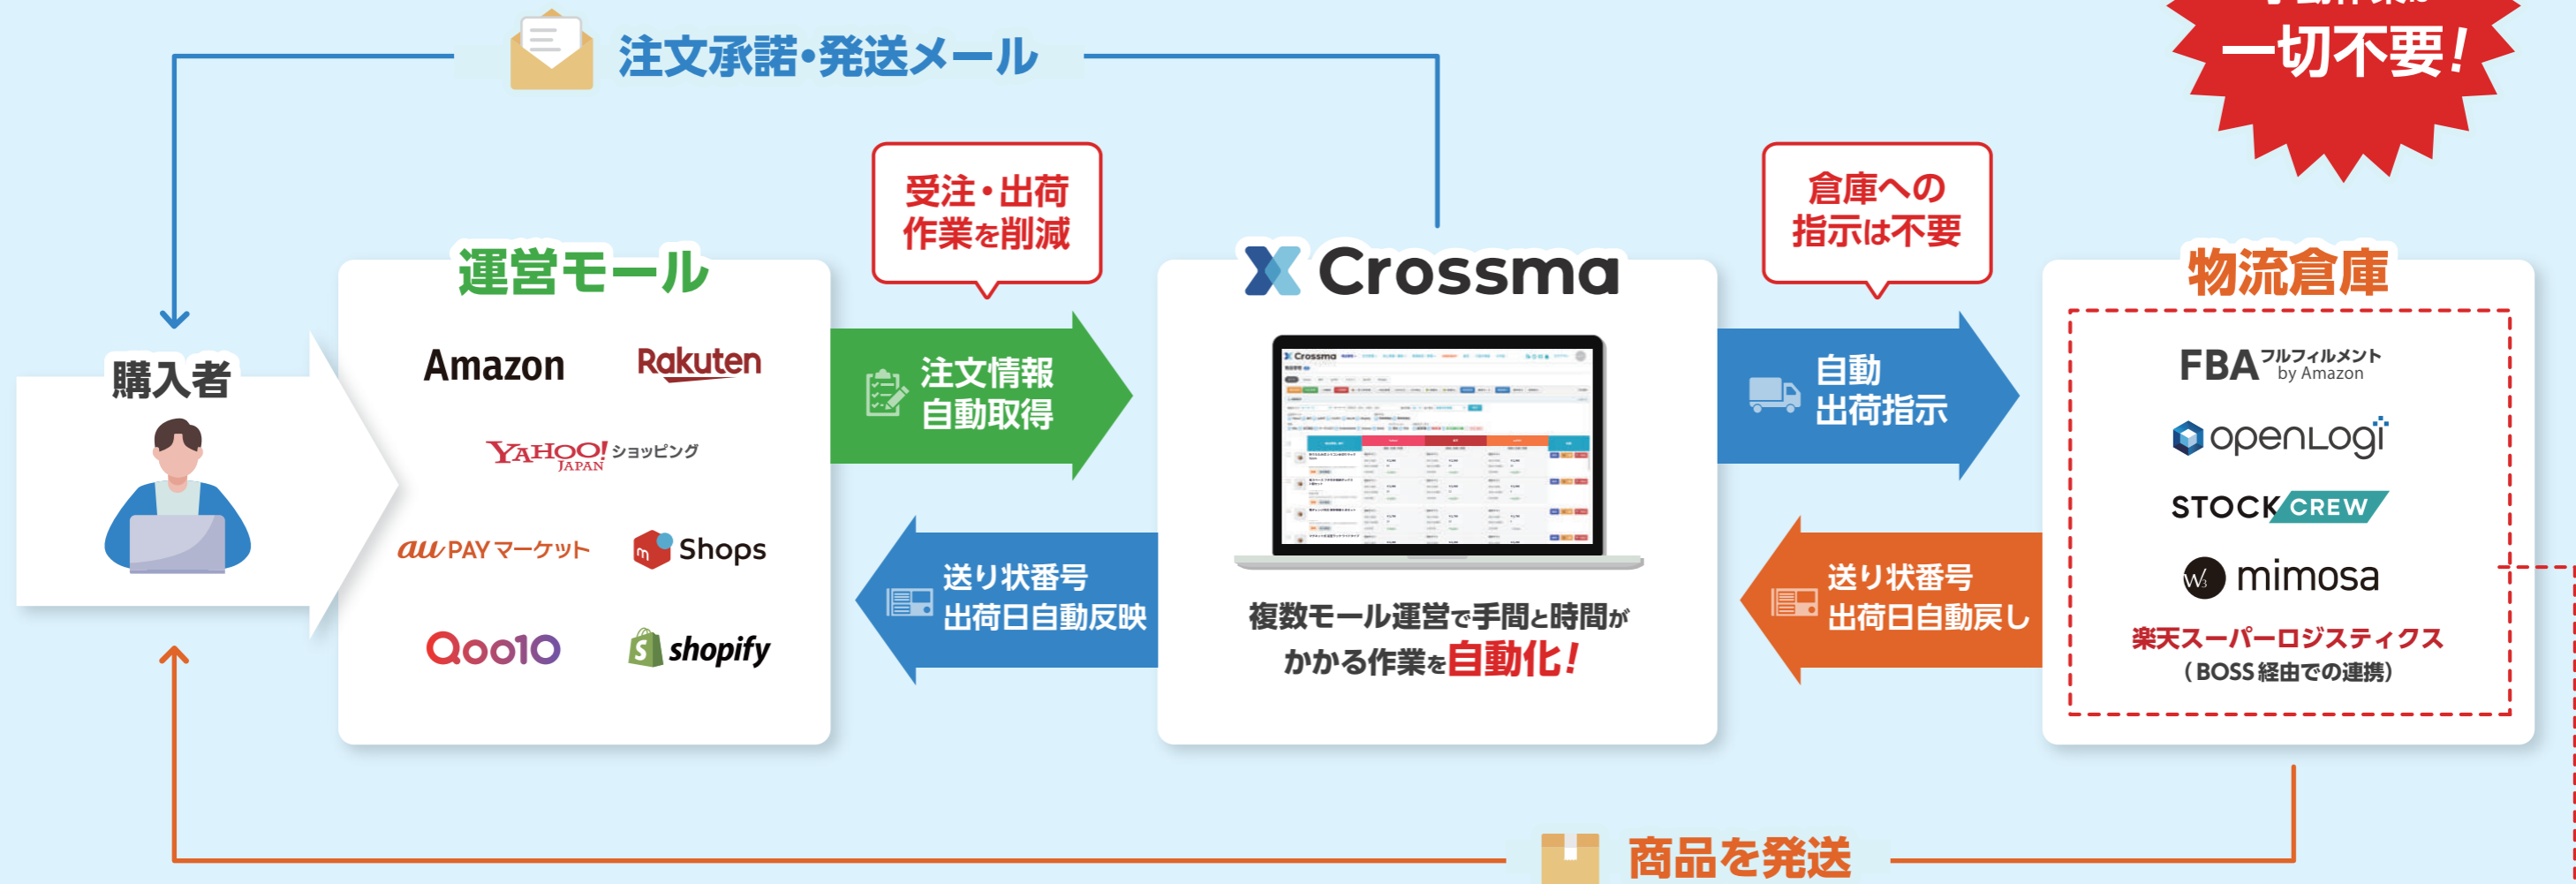 注文承諾・発送メール
一切不要!
受注・出荷
作業を削減
倉庫への
指示は不要
購入者
運営モール
Amazon
Rakuten
YAHOO! JAPAN ショッピング
au PAY マーケット
m Shops
Qoo10
shopify
注文情報
自動取得
送り状番号
出荷日自動反映
Crossma
Crossma
複数モール運営で手間と時間が
かかる作業を自動化!
自動
出荷指示
送り状番号
出荷日自動戻し
物流倉庫
FBA フルフィルメント by Amazon
OPENLOGI
STOCK CREW
W3 mimosa
楽天スーパーロジスティクス
(BOSS経由での連携)
商品を発送